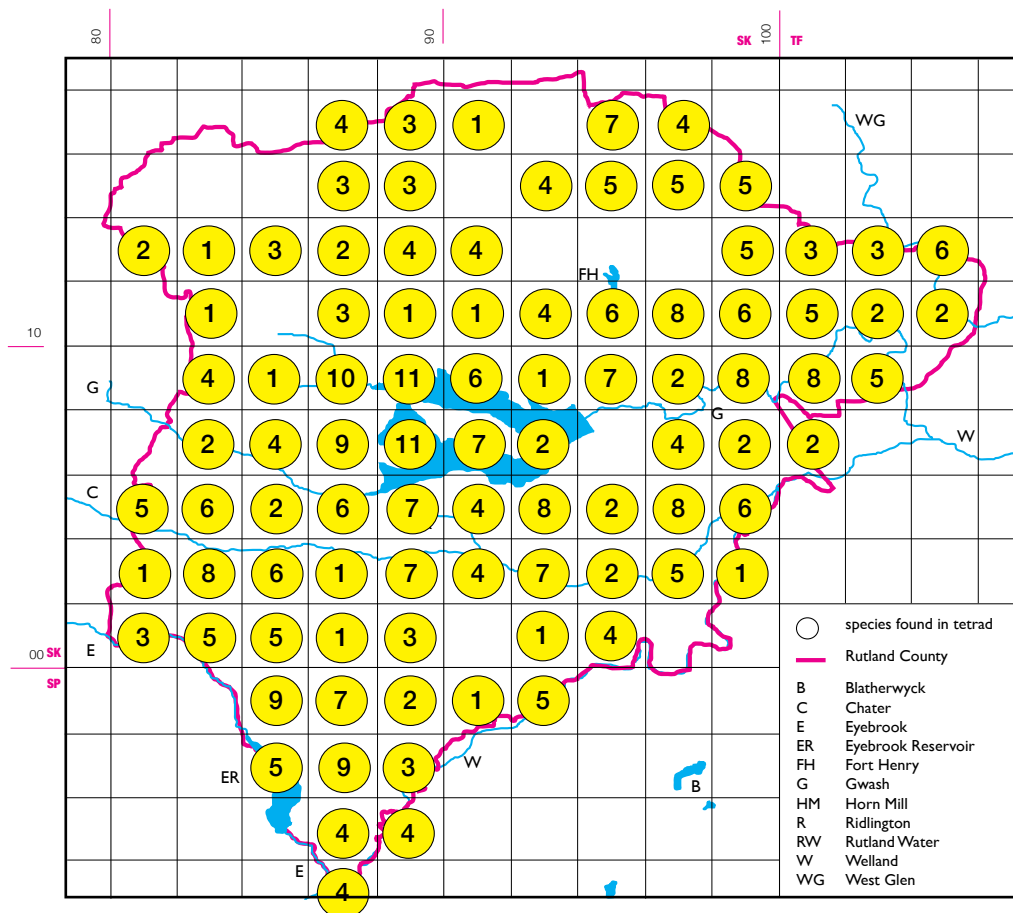 80 90 100
SK TF
WG
4 3 1 7 4
3 3 4 5 5 5
2 1 3 2 4 4 5 3 3 6
FH
1 3 1 1 4 6 8 6 5 2 2
10
4 1 10 11 6 1 7 2 8 8 5
G
G
W
2 4 9 11 7 2 4 2 2
C
5 6 2 6 7 4 8 2 8 6
1 8 6 1 7 4 7 2 5 1
3 5 5 1 3 1 4
E
00 SK
SP
9 7 2 1 5
5 9 3
ER
W
B
4 4
E
4
species found in tetrad
Rutland County
B Blatherwyck
C Chater
E Eyebrook
ER Eyebrook Reservoir
FH Fort Henry
G Gwash
HM Horn Mill
R Ridlington
RW Rutland Water
W Welland
WG West Glen